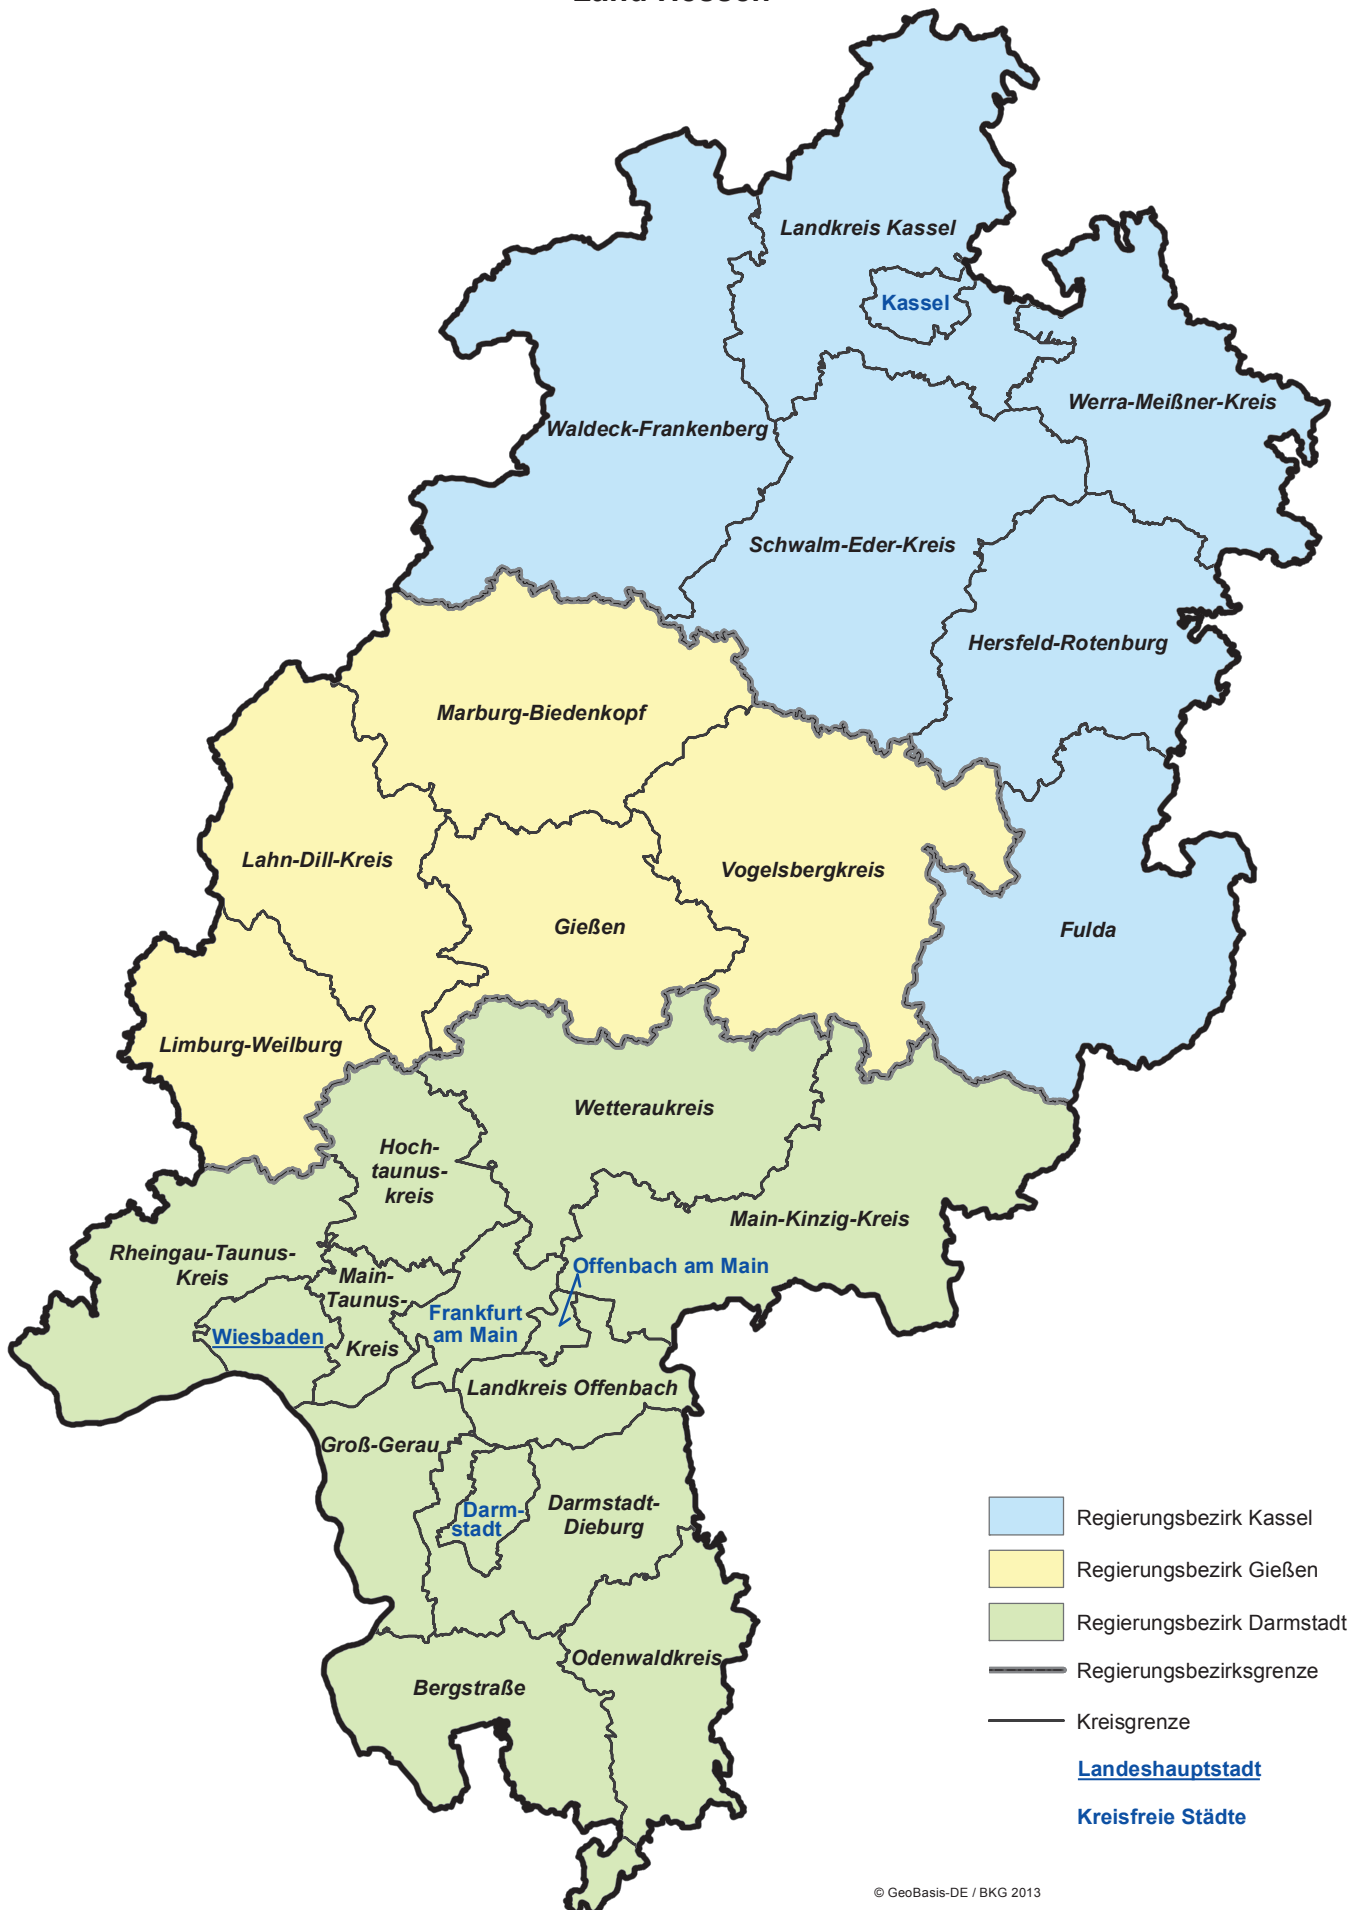 Land Hessen
Landkreis Kassel
Kassel
Werra-Meißner-Kreis
Waldeck-Frankenberg
Schwalm-Eder-Kreis
Hersfeld-Rotenburg
Marburg-Biedenkopf
Lahn-Dill-Kreis
Vogelsbergkreis
Gießen
Fulda
Limburg-Weilburg
Wetteraukreis
Hoch-
taunus-
kreis
Main-Kinzig-Kreis
Rheingau-Taunus-
Kreis
Main-
Taunus-
Kreis
Offenbach am Main
Frankfurt
am Main
Wiesbaden
Landkreis Offenbach
Groß-Gerau
Darm-
stadt
Darmstadt-
Dieburg
Odenwaldkreis
Bergstraße
Regierungsbezirk Kassel
Regierungsbezirk Gießen
Regierungsbezirk Darmstadt
Regierungsbezirksgrenze
Kreisgrenze
Landeshauptstadt
Kreisfreie Städte
© GeoBasis-DE / BKG 2013